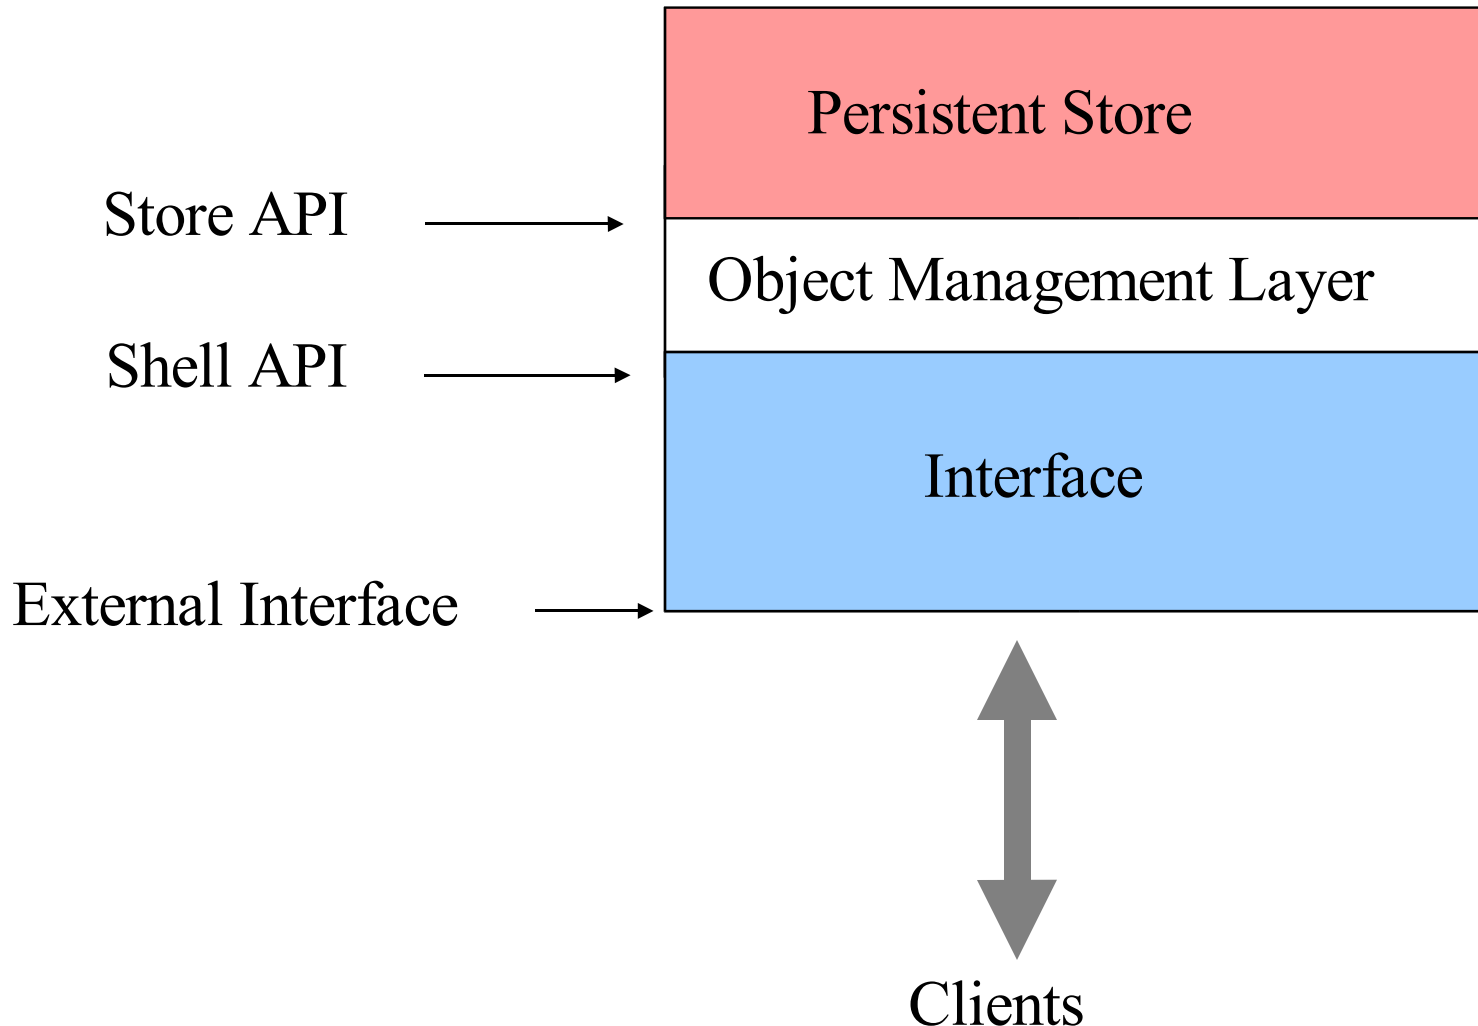 Persistent Store
Store API
Object Management Layer
Shell API
Interface
External Interface
Clients